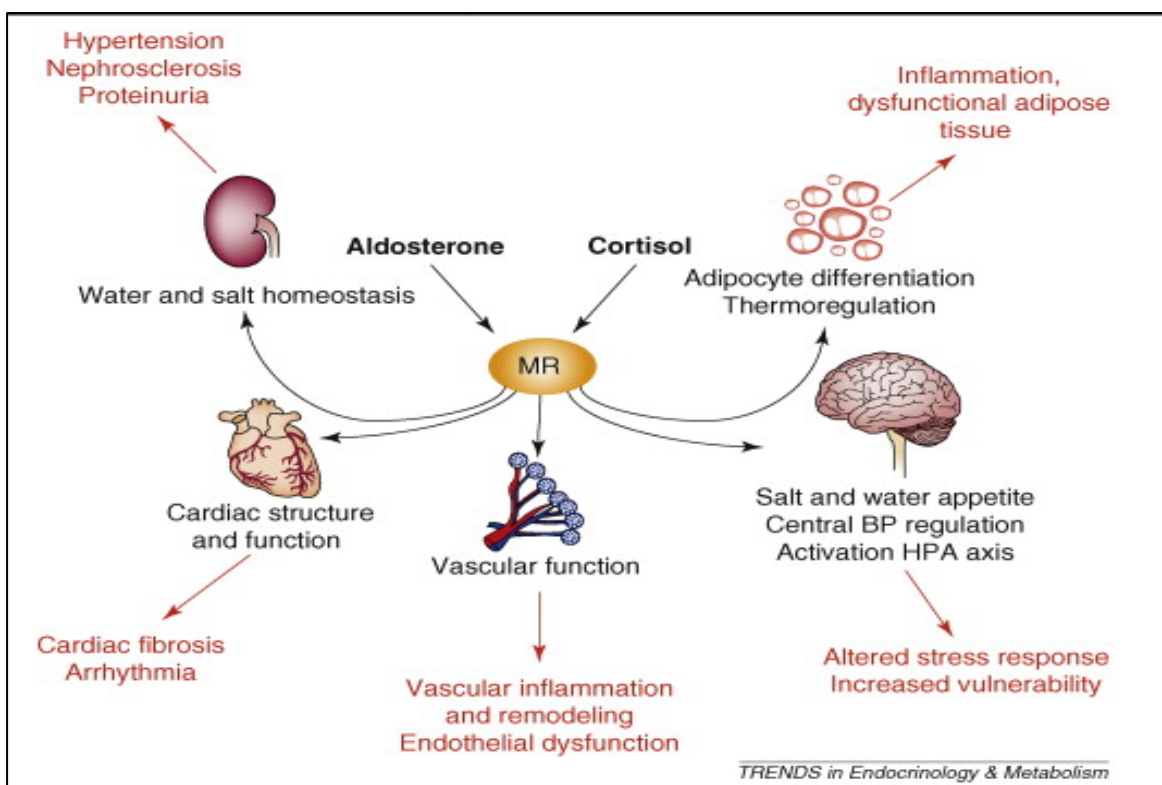 Hypertension
Nephrosclerosis
Proteinuria
Inflammation,
dysfunctional adipose
tissue
Aldosterone
Cortisol
Water and salt homeostasis
Adipocyte differentiation
Thermoregulation
MR
Cardiac structure
and function
Vascular function
Salt and water appetite
Central BP regulation
Activation HPA axis
Cardiac fibrosis
Arrhythmia
Vascular inflammation
and remodeling
Endothelial dysfunction
Altered stress response
Increased vulnerability
TRENDS in Endocrinology & Metabolism